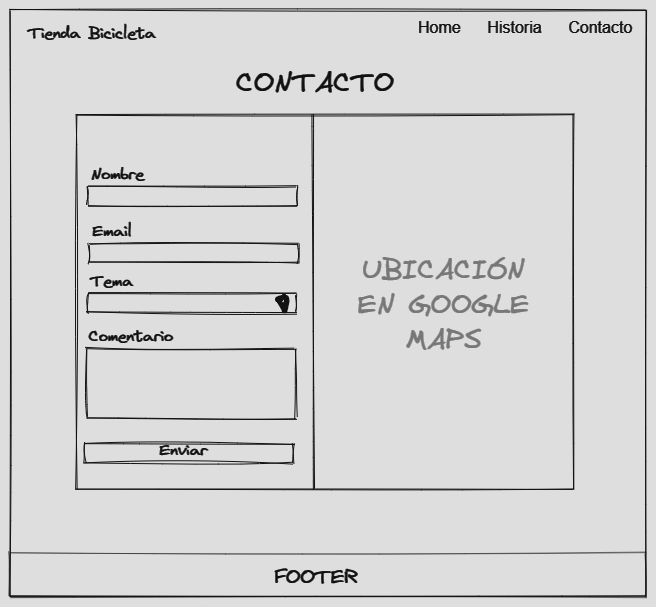 Tienda Bicicleta
Home Historia Contacto
CONTACTO
Nombre
Email
Tema
Comentario
Enviar
UBICACIÓN
EN GOOGLE
MAPS
FOOTER